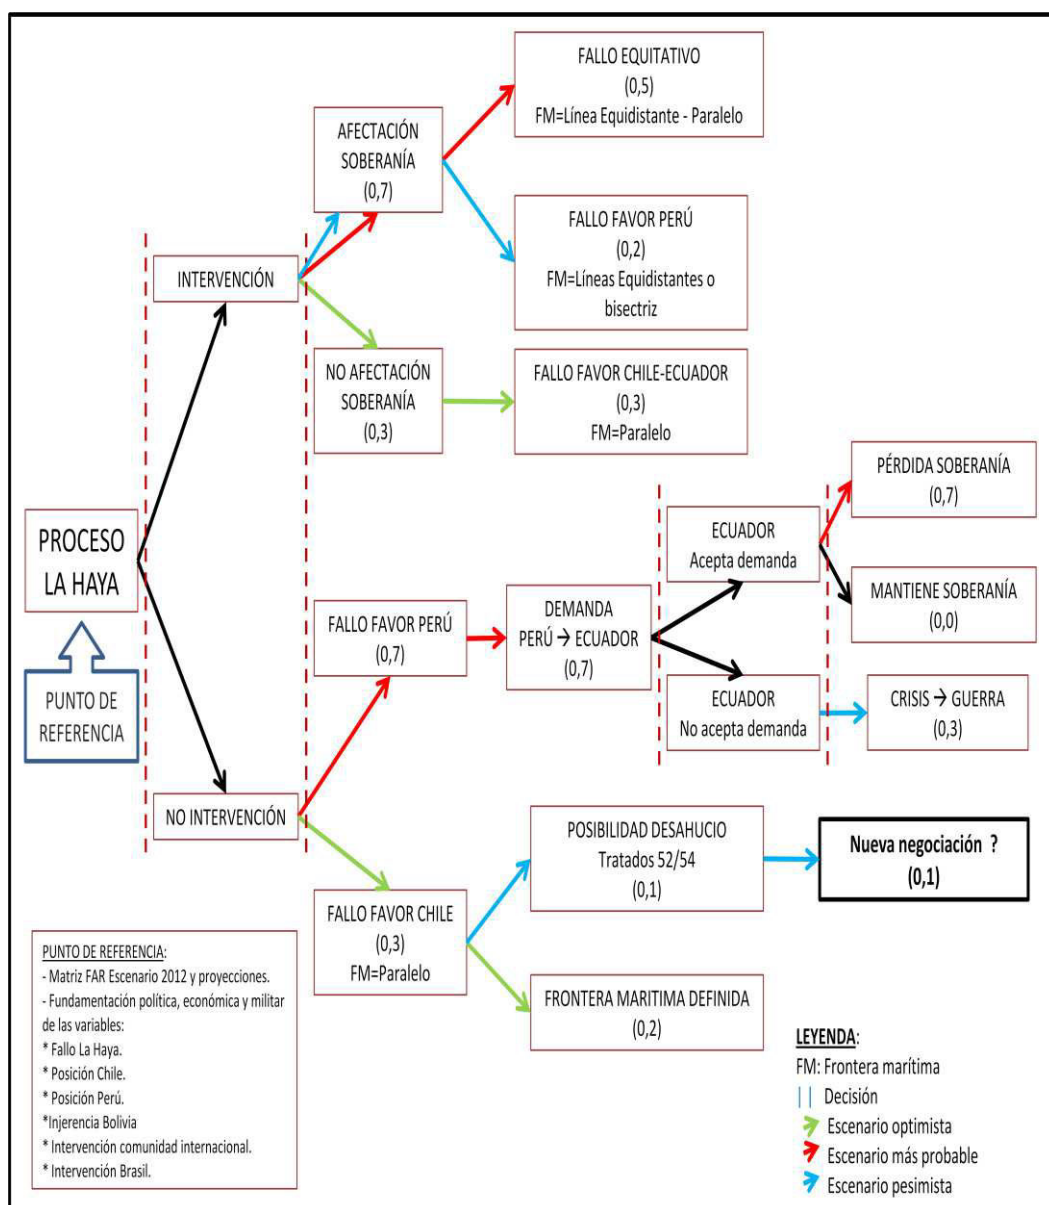 FALLO EQUITATIVO
(0,5)
FM=Línea Equidistante - Paralelo
AFECTACIÓN
SOBERANÍA
(0,7)
FALLO FAVOR PERÚ
(0,2)
FM=Líneas Equidistantes o
bisectriz
INTERVENCIÓN
NO AFECTACIÓN
SOBERANÍA
(0,3)
FALLO FAVOR CHILE-ECUADOR
(0,3)
FM=Paralelo
PROCESO
LA HAYA
PUNTO DE
REFERENCIA
FALLO FAVOR PERÚ
(0,7)
DEMANDA
PERÚ → ECUADOR
(0,7)
ECUADOR
Acepta demanda
PÉRDIDA SOBERANÍA
(0,7)
MANTIENE SOBERANÍA
(0,0)
ECUADOR
No acepta demanda
CRISIS → GUERRA
(0,3)
NO INTERVENCIÓN
POSIBILIDAD DESAHUCIO
Tratados 52/54
(0,1)
Nueva negociación ?
(0,1)
FALLO FAVOR CHILE
(0,3)
FM=Paralelo
FRONTERA MARITIMA DEFINIDA
(0,2)
PUNTO DE REFERENCIA:
- Matriz FAR Escenario 2012 y proyecciones.
- Fundamentación política, económica y militar
de las variables:
* Fallo La Haya.
* Posición Chile.
* Posición Perú.
*Injerencia Bolivia
* Intervención comunidad internacional.
* Intervención Brasil.
LEYENDA:
FM: Frontera marítima
| | Decisión
Escenario optimista
Escenario más probable
Escenario pesimista